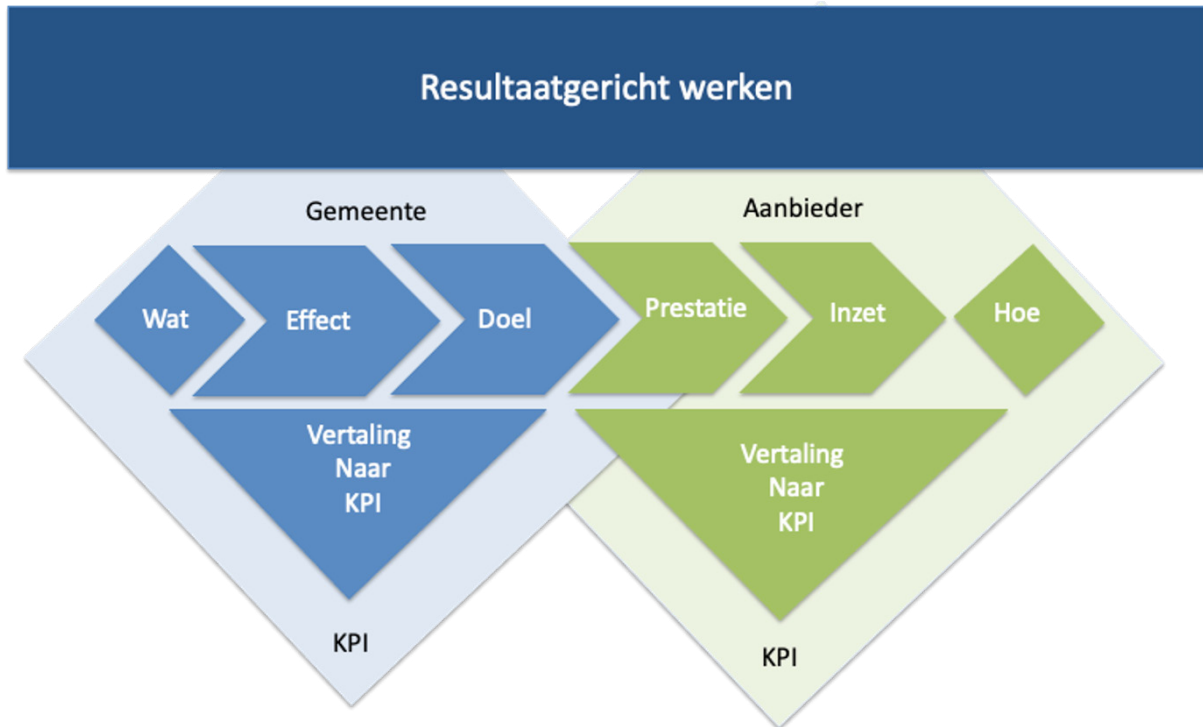 Resultaatgericht werken
Gemeente
Aanbieder
Wat
Effect
Doel
Prestatie
Inzet
Hoe
Vertaling
Naar
KPI
Vertaling
Naar
KPI
KPI
KPI